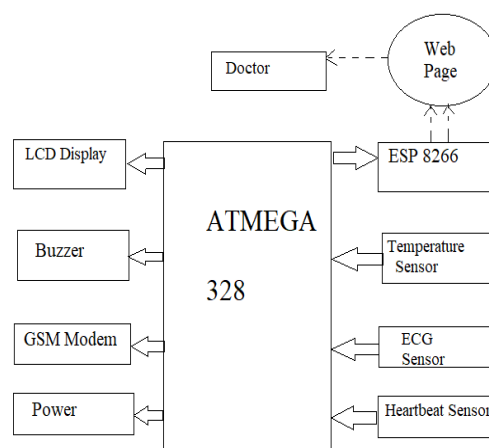 Web
Page
Doctor
LCD Display
ESP 8266
ATMEGA
328
Buzzer
Temperature
Sensor
GSM Modem
ECG
Sensor
Power
Heartbeat Sensor